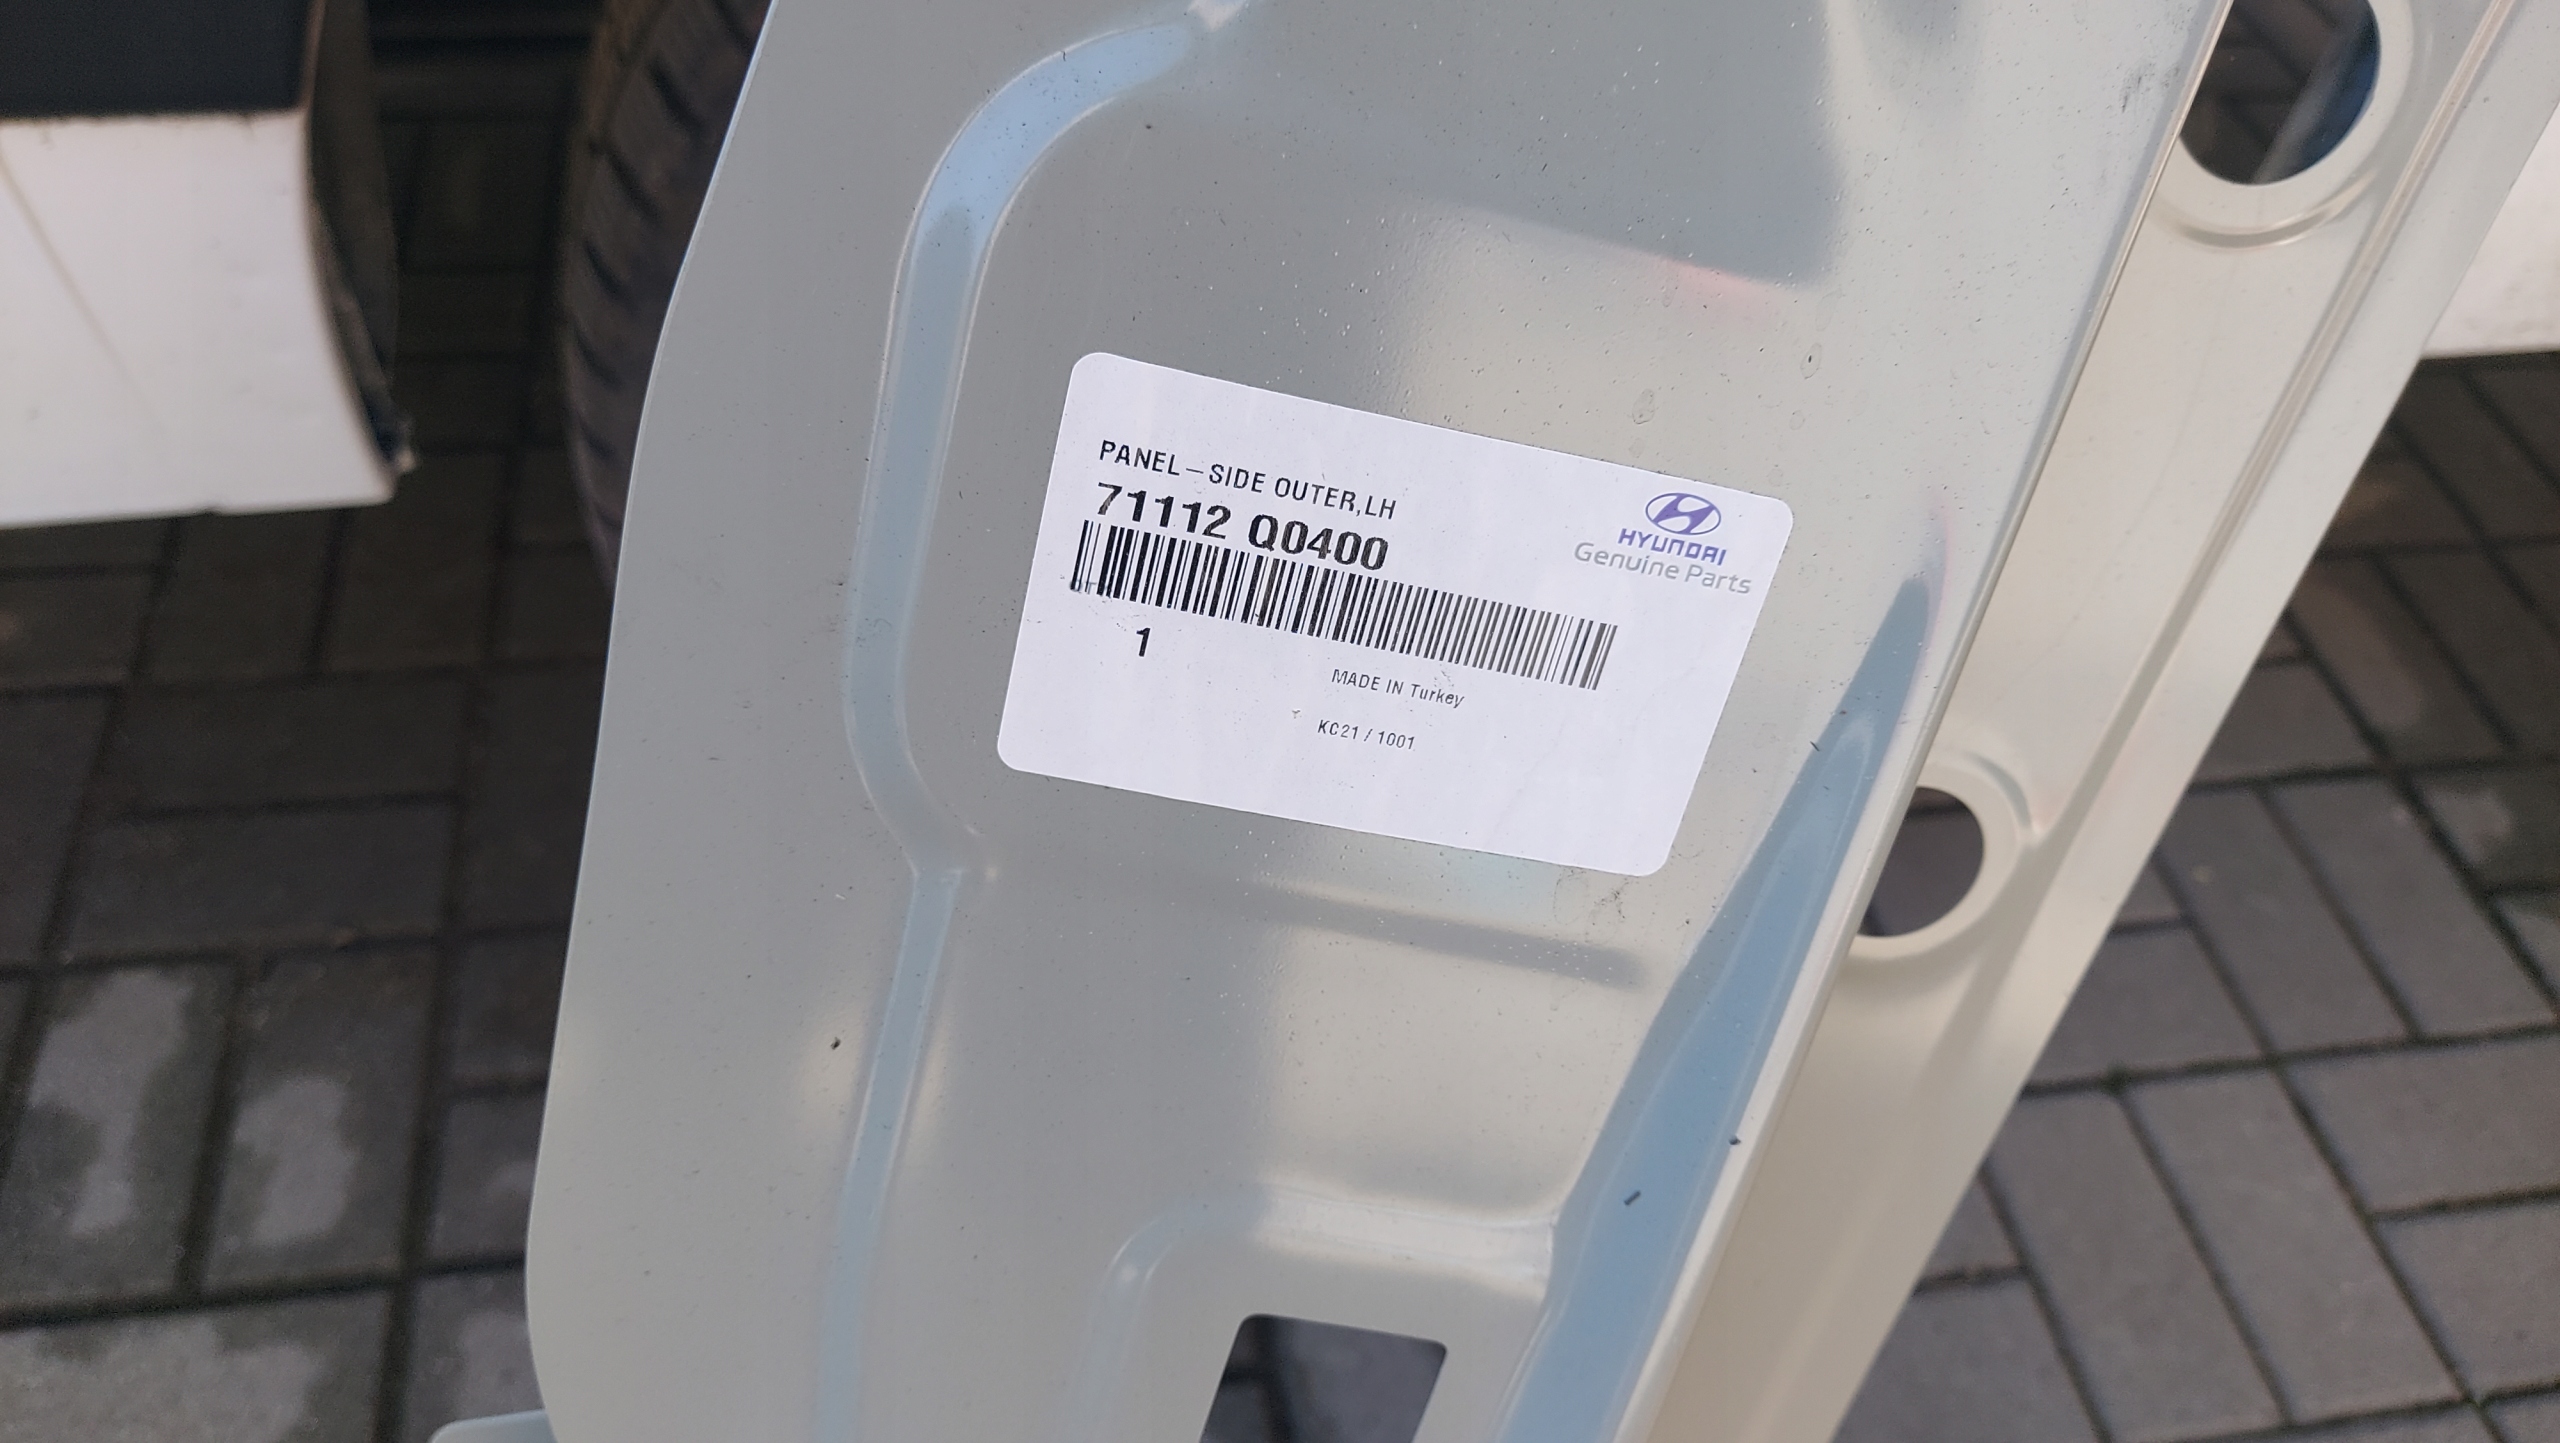 PANEL-SIDE OUTER,LH
71112 Q0400
HYUNDAI
Genuine Parts
1
MADE IN Turkey
KC21 / 1001